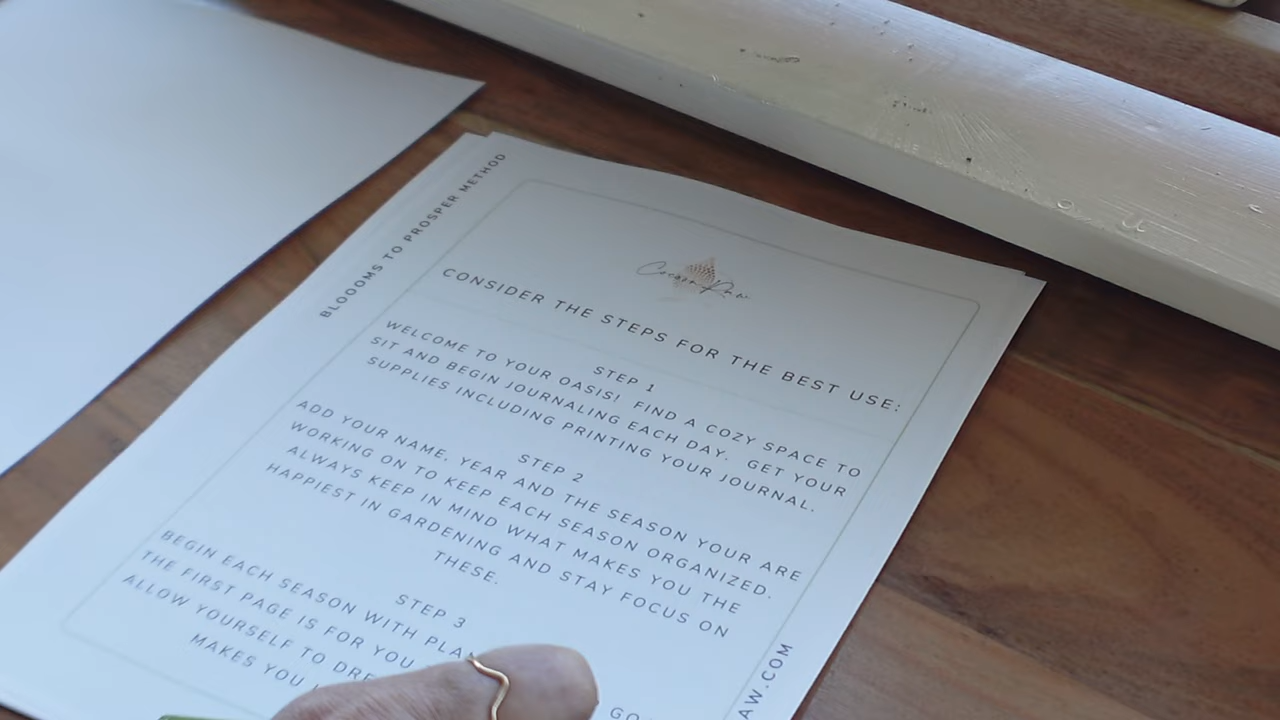 BLOOOMS TO PROSPER METHOD
CONSIDER THE STEPS FOR THE BEST USE:
STEP 1
WELCOME TO YOUR OASIS! FIND A COZY SPACE TO
SIT AND BEGIN JOURNALING EACH DAY. GET YOUR
SUPPLIES INCLUDING PRINTING YOUR JOURNAL.
STEP 2
ADD YOUR NAME, YEAR AND THE SEASON YOUR ARE
WORKING ON TO KEEP EACH SEASON ORGANIZED.
ALWAYS KEEP IN MIND WHAT MAKES YOU THE
HAPPIEST IN GARDENING AND STAY FOCUS ON
THESE.
STEP 3
BEGIN EACH SEASON WITH PLA
THE FIRST PAGE IS FOR YOU
ALLOW YOURSELF TO DRE
MAKES YOU
GO
AW.COM